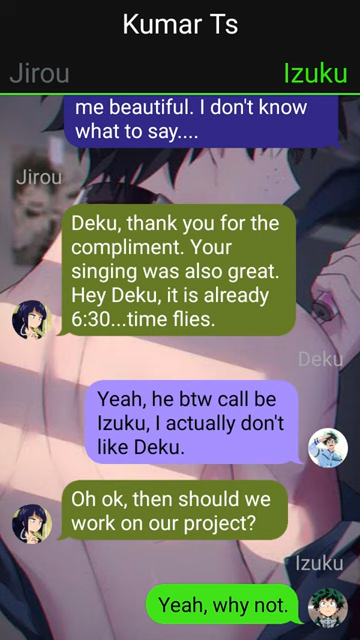 Kumar Ts
Jirou
Izuku
me beautiful. I don't know
what to say....
Jirou
Deku, thank you for the
compliment. Your
singing was also great.
Hey Deku, it is already
6:30...time flies.
Deku
Yeah, he btw call be
Izuku, I actually don't
like Deku.
Oh ok, then should we
work on our project?
Izuku
Yeah, why not.